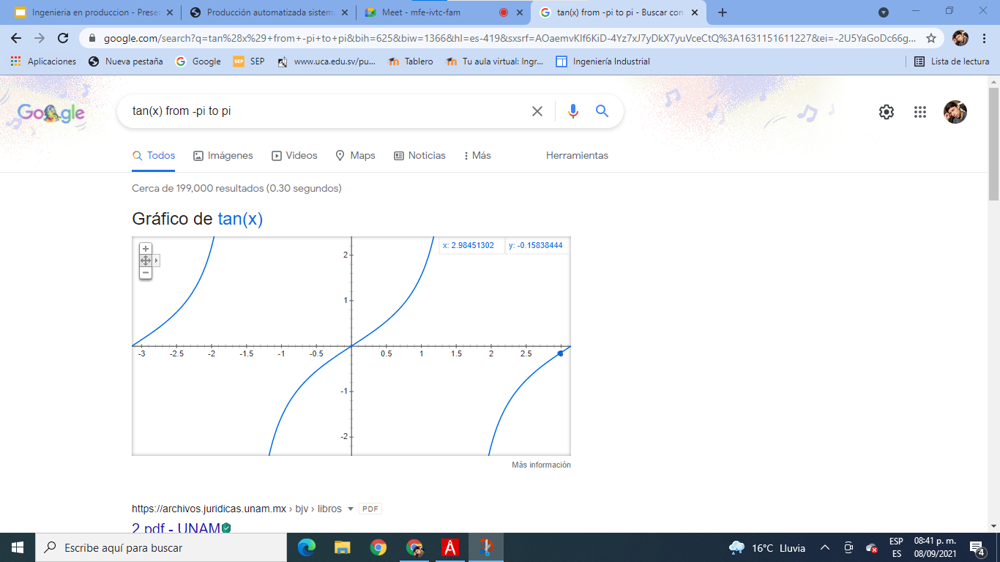 Ingenieria en produccion - Prese
Producción automatizada sistema
Meet - mfe-ivtc-fam
tan(x) from -pi to pi - Buscar con
google.com/search?q=tan%28x%29+from+-pi+to+pi&bih=625&biw=1366&hl=es-419&sxsrf=AOaemvKlf6KiD-4Yz7xJ7yDkX7yuVceCtQ%3A1631151611227&ei=-2U5YaGoDc66g...
Aplicaciones
Nueva pestaña
Google
SEP
SEP
www.uca.edu.sv/pu...
Tablero
Tu aula virtual: Ingr...
Ingeniería Industrial
Lista de lectura
Google
tan(x) from -pi to pi
Todos
Imágenes
Videos
Maps
Noticias
Más
Herramientas
Cerca de 199,000 resultados (0.30 segundos)
Gráfico de tan(x)
x: 2.98451302
y: -0.15838444
2
1
-3
-2.5
-2
-1.5
-1
-0.5
0.5
1
1.5
2
2.5
-1
-2
Más información
https://archivos.juridicas.unam.mx › bjv › libros
PDF
2 pdf - UNAM
Escribe aquí para buscar
16°C Lluvia
ESP
ES
08:41 p. m.
08/09/2021
4